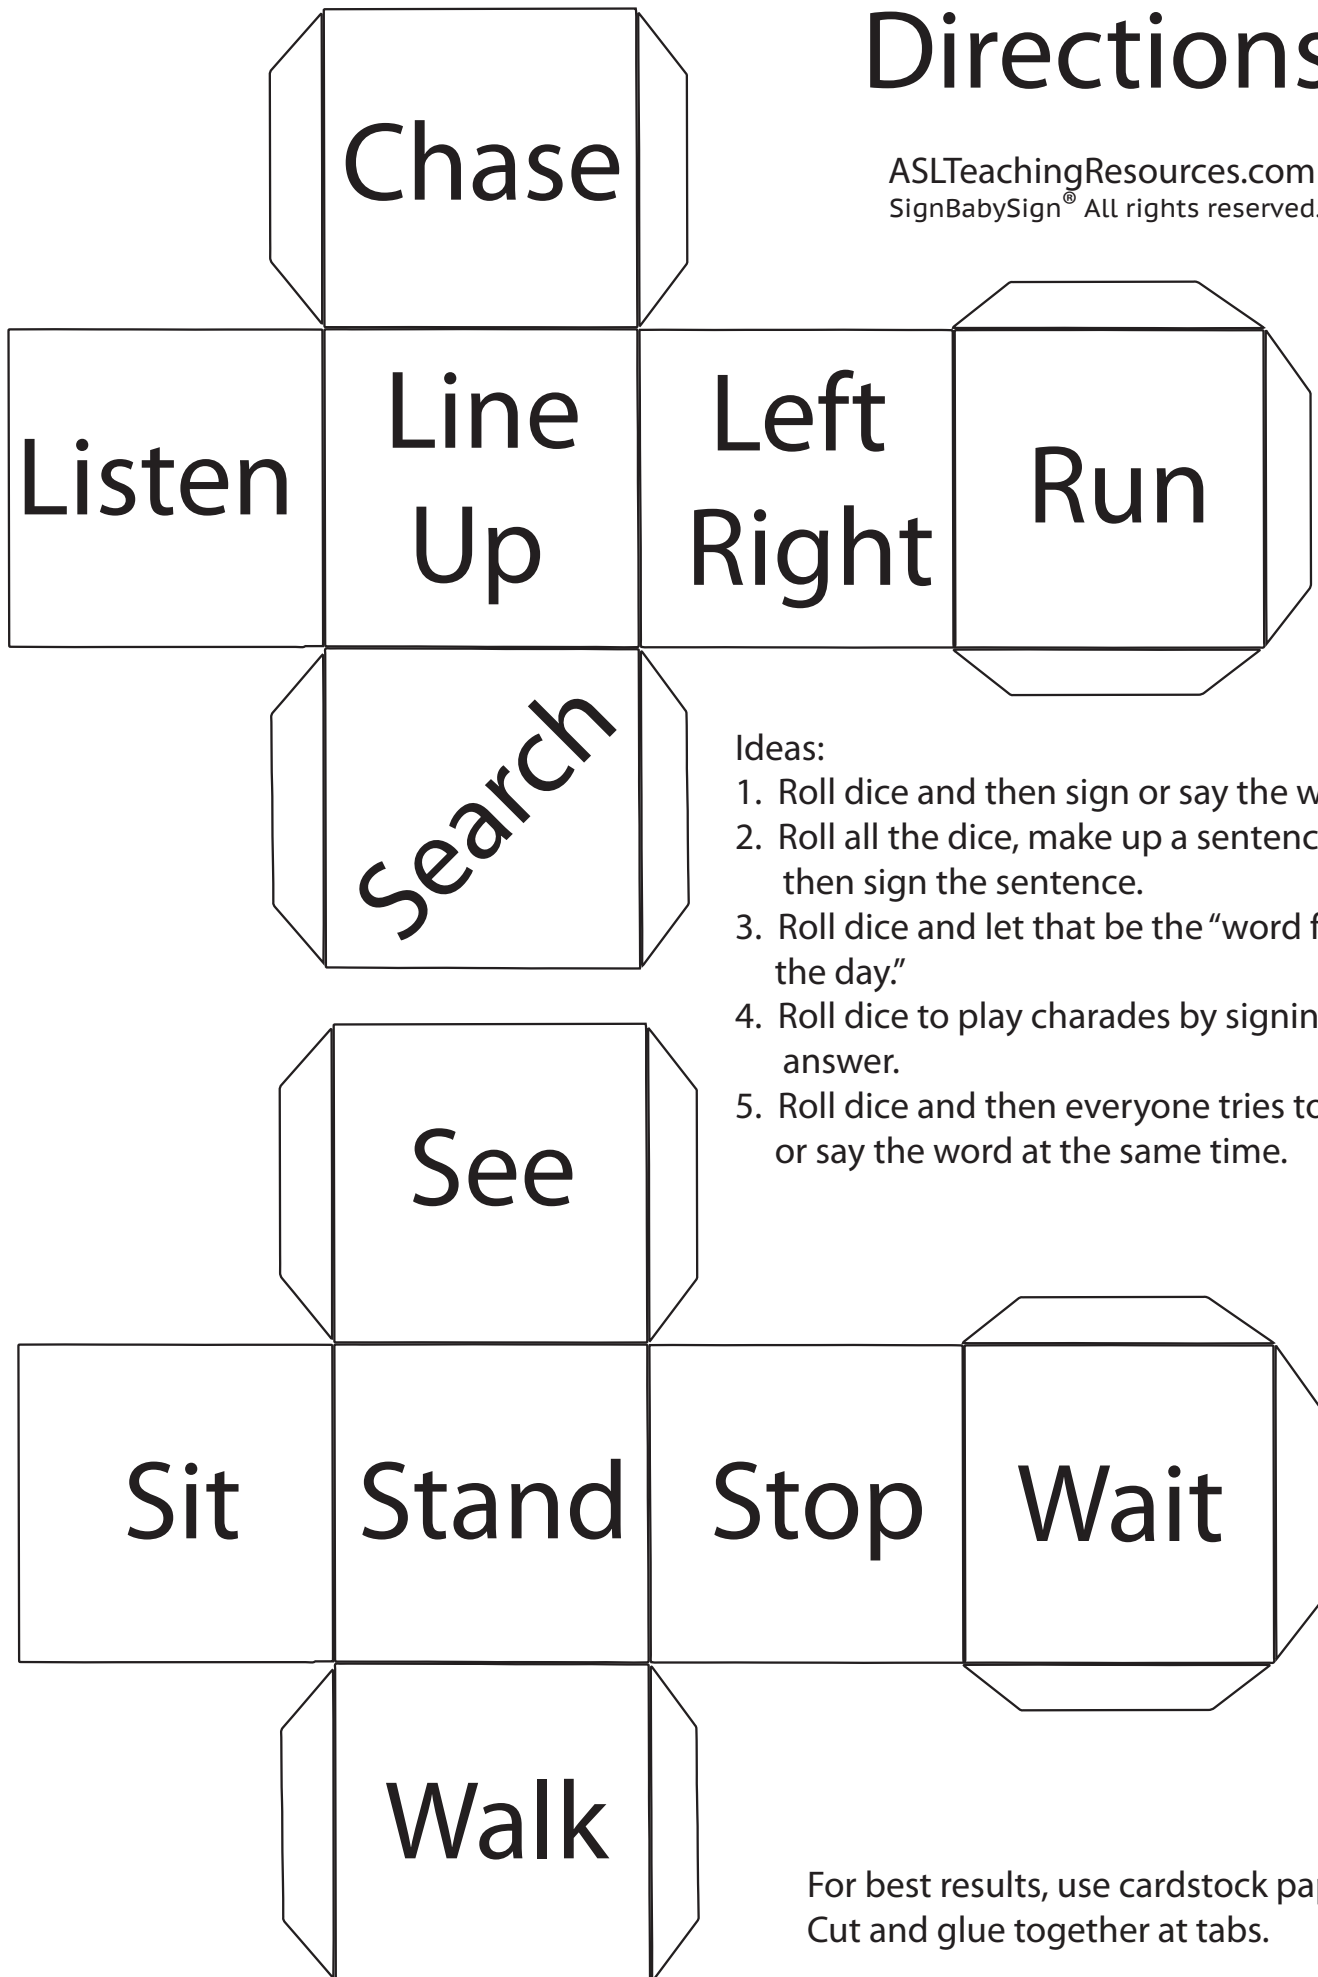 Directions
ASLTeachingResources.com
SignBabySign® All rights reserved.
Chase
Listen
Line
Up
Left
Right
Run
Search
Ideas:
1. Roll dice and then sign or say the
2. Roll all the dice, make up a sentenc
then sign the sentence.
3. Roll dice and let that be the “word
the day.”
4. Roll dice to play charades by signin
answer.
5. Roll dice and then everyone tries to
or say the word at the same time.
See
Sit
Stand
Stop
Wait
Walk
For best results, use cardstock pa
Cut and glue together at tabs.